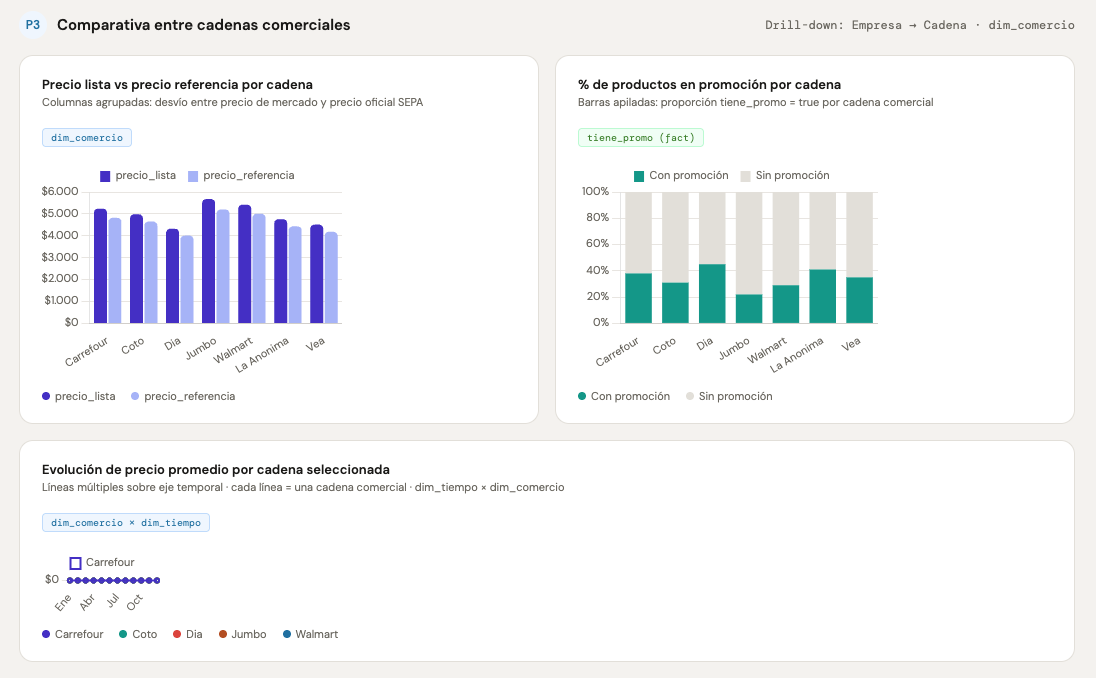 P3 Comparativa entre cadenas comerciales
Drill-down: Empresa → Cadena · dim_comercio
Precio lista vs precio referencia por cadena
Columnas agrupadas: desvío entre precio de mercado y precio oficial SEPA
dim_comercio
precio_lista precio_referencia
$6.000
$5.000
$4.000
$3.000
$2.000
$1.000
$0
Carrefour Coto Dia Jumbo Walmart La Anonima Vea
precio_lista precio_referencia
% de productos en promoción por cadena
Barras apiladas: proporción tiene_promo = true por cadena comercial
tiene_promo (fact)
Con promoción Sin promoción
100%
80%
60%
40%
20%
0%
Carrefour Coto Dia Jumbo Walmart La Anonima Vea
Con promoción Sin promoción
Evolución de precio promedio por cadena seleccionada
Líneas múltiples sobre eje temporal · cada línea = una cadena comercial · dim_tiempo × dim_comercio
dim_comercio × dim_tiempo
Carrefour
$0
Ene Abr Jul Oct
Carrefour Coto Dia Jumbo Walmart